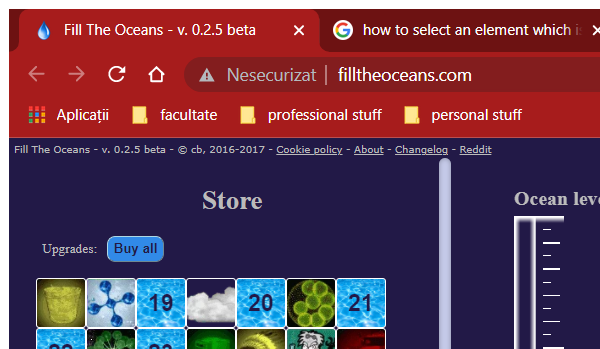 Fill The Oceans - v. 0.2.5 beta
how to select an element which is
Nesecurizat | filltheoceans.com
Aplicații facultate professional stuff personal stuff
Fill The Oceans - v. 0.2.5 beta - © cb, 2016-2017 - Cookie policy - About - Changelog - Reddit
Store
Ocean leve
Upgrades: Buy all
19 20 21